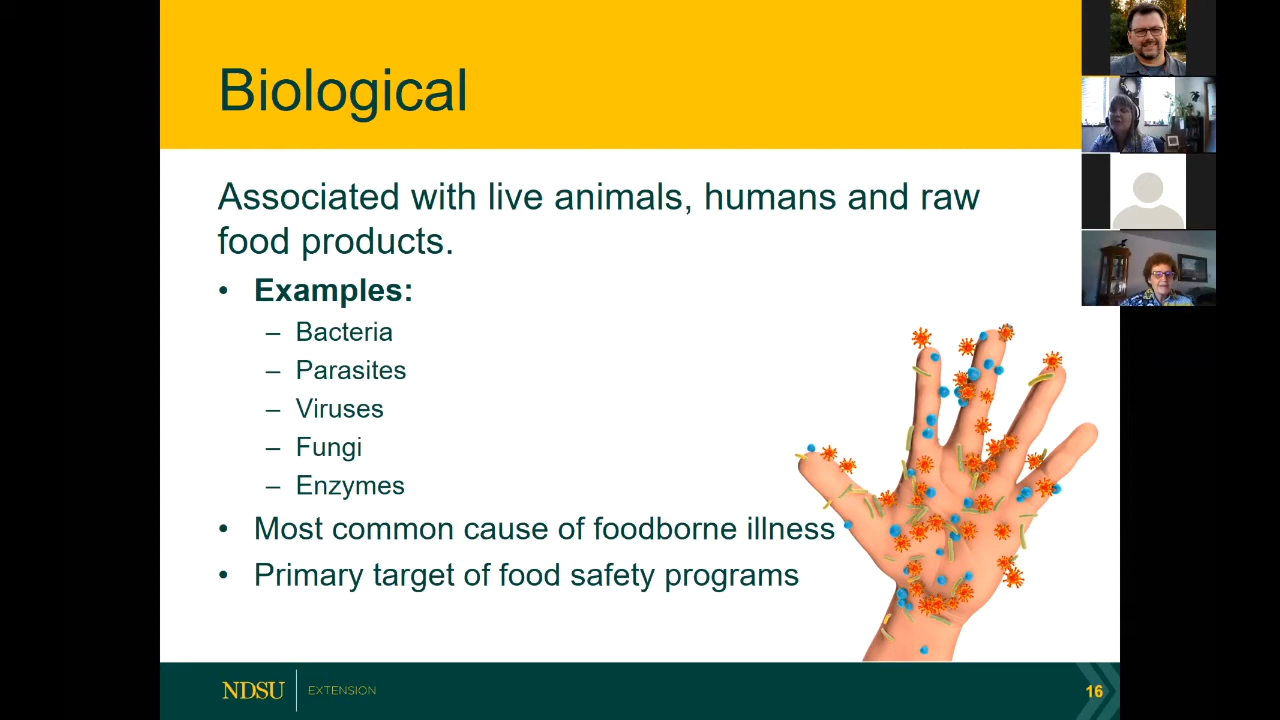 Biological
Associated with live animals, humans and raw
food products.
• Examples:
– Bacteria
– Parasites
– Viruses
– Fungi
– Enzymes
• Most common cause of foodborne illness
• Primary target of food safety programs
NDSU EXTENSION
16